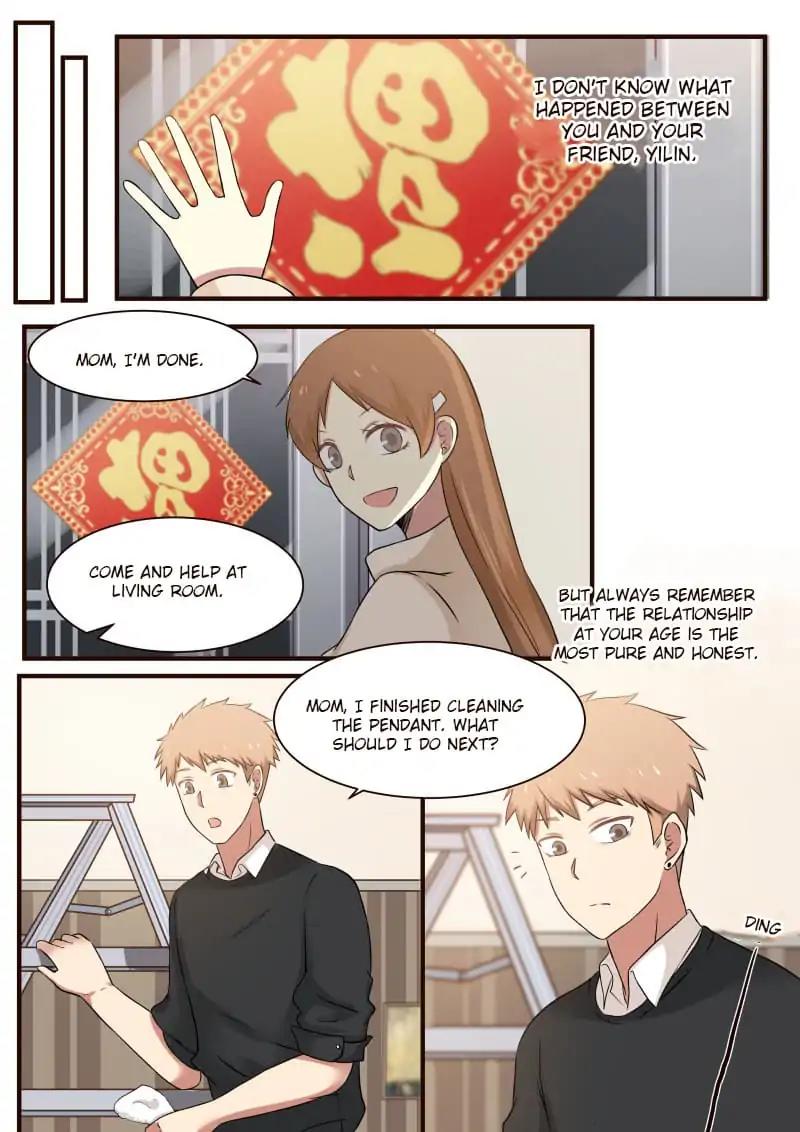 I DON'T KNOW WHAT
HAPPENED BETWEEN
YOU AND YOUR
FRIEND, YILIN.
福
MOM, I'M DONE.
福
COME AND HELP AT
LIVING ROOM.
BUT ALWAYS REMEMBER
THAT THE RELATIONSHIP
AT YOUR AGE IS THE
MOST PURE AND HONEST.
MOM, I FINISHED CLEANING
THE PENDANT. WHAT
SHOULD I DO NEXT?
DING